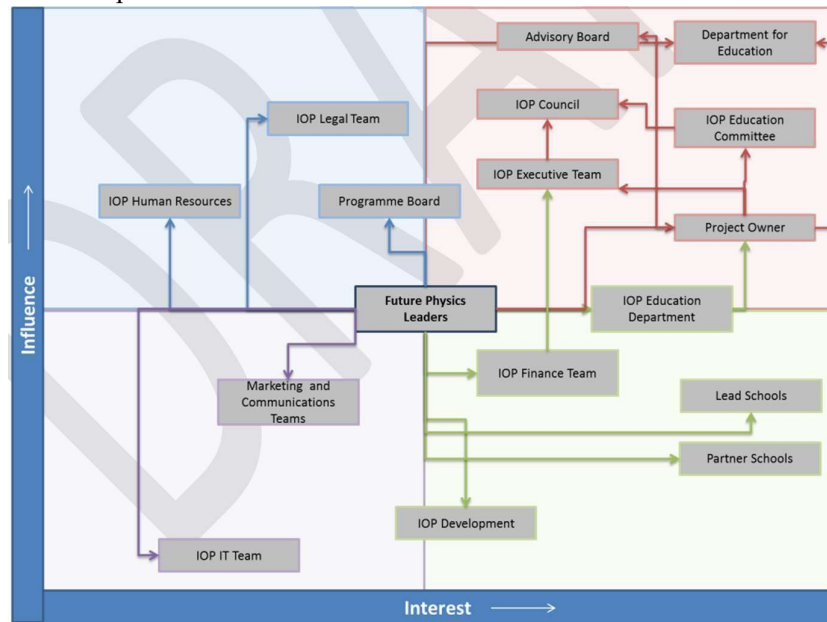 Advisory Board
Department for
Education
IOP Legal Team
IOP Council
IOP Education
Committee
IOP Executive Team
IOP Human Resources
Programme Board
Project Owner
Future Physics
Leaders
IOP Education
Department
Influence
IOP Finance Team
Marketing and
Communications
Teams
Lead Schools
Partner Schools
IOP Development
IOP IT Team
Interest
DRA